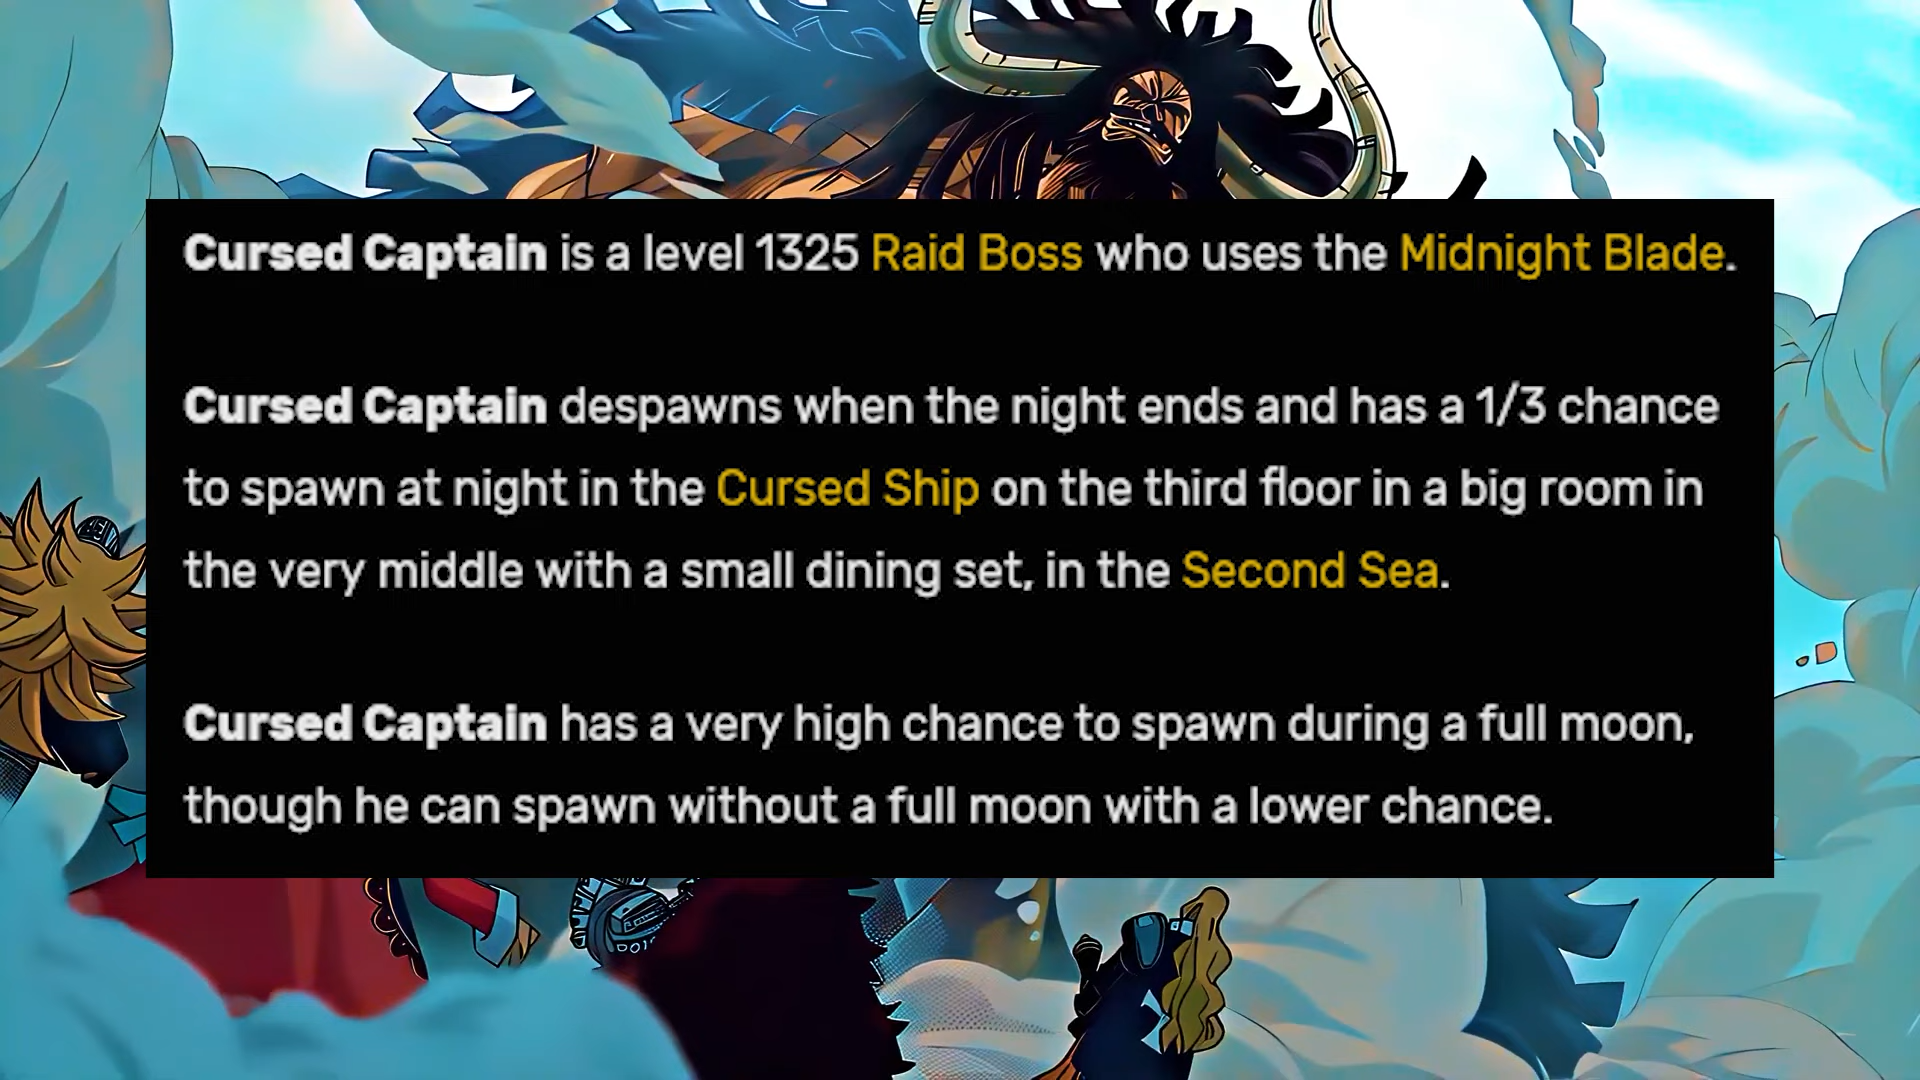 Cursed Captain is a level 1325 Raid Boss who uses the Midnight Blade.
Cursed Captain despawns when the night ends and has a 1/3 chance
to spawn at night in the Cursed Ship on the third floor in a big room in
the very middle with a small dining set, in the Second Sea.
Cursed Captain has a very high chance to spawn during a full moon,
though he can spawn without a full moon with a lower chance.